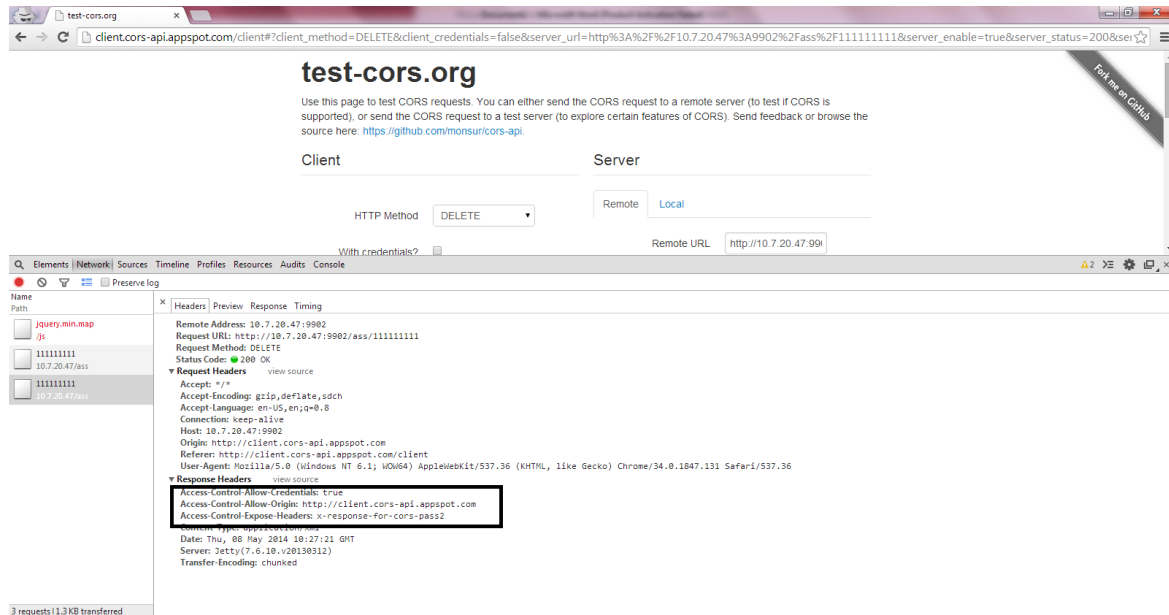 test-cors.org
client.cors-api.appspot.com/client#?client_method=DELETE&client_credentials=false&server_url=http%3A%2F%2F10.7.20.47%3A9902%2Fass%2F111111111&server_enable=true&server_status=200&ser
test-cors.org
Use this page to test CORS requests. You can either send the CORS request to a remote server (to test if CORS is
supported), or send the CORS request to a test server (to explore certain features of CORS). Send feedback or browse the
source here: https://github.com/monsur/cors-api.
Fork me on GitHub
Client
Server
Remote Local
HTTP Method DELETE
Remote URL http://10.7.20.47:990
With credentials?
Elements Network Sources Timeline Profiles Resources Audits Console 2
Preserve log
Name
Path
Headers Preview Response Timing
jquery.min.map
/js
111111111
10.7.20.47/ass
111111111
10.7.20.47/ass
Remote Address: 10.7.20.47:9902
Request URL: http://10.7.20.47:9902/ass/111111111
Request Method: DELETE
Status Code: 200 OK
Request Headers view source
Accept: */*
Accept-Encoding: gzip,deflate,sdch
Accept-Language: en-US,en;q=0.8
Connection: keep-alive
Host: 10.7.20.47:9902
Origin: http://client.cors-api.appspot.com
Referer: http://client.cors-api.appspot.com/client
User-Agent: Mozilla/5.0 (Windows NT 6.1; WOW64) AppleWebKit/537.36 (KHTML, like Gecko) Chrome/34.0.1847.131 Safari/537.36
Response Headers view source
Access-Control-Allow-Credentials: true
Access-Control-Allow-Origin: http://client.cors-api.appspot.com
Access-Control-Expose-Headers: x-response-for-cors-pass2
Content-Type: application/xml
Date: Thu, 08 May 2014 10:27:21 GMT
Server: Jetty(7.6.10.v20130312)
Transfer-Encoding: chunked
3 requests | 1.3 KB transferred